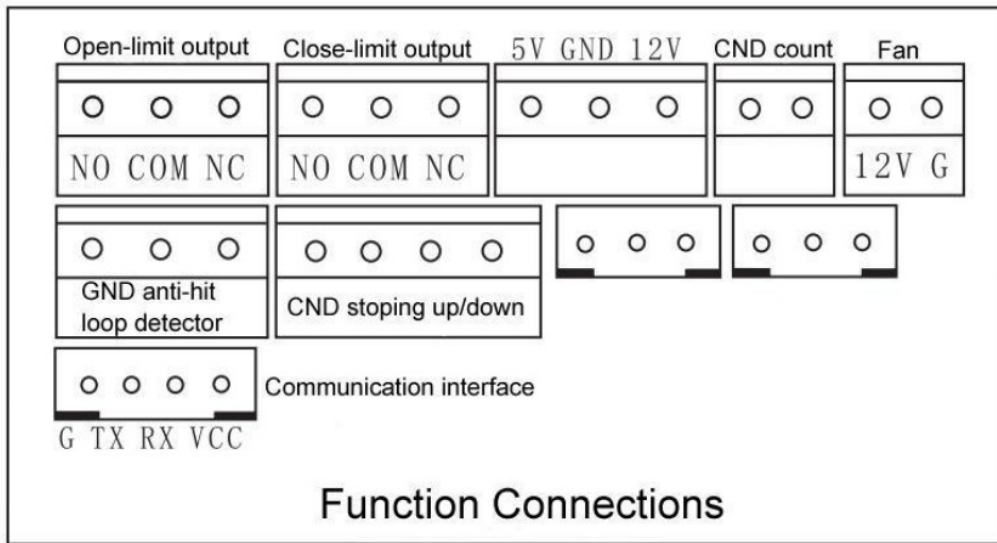 Open-limit output Close-limit output 5V GND 12V CND count Fan
NO COM NC NO COM NC 12V G
GND anti-hit
loop detector
CND stoping up/down
Communication interface
G TX RX VCC
Function Connections